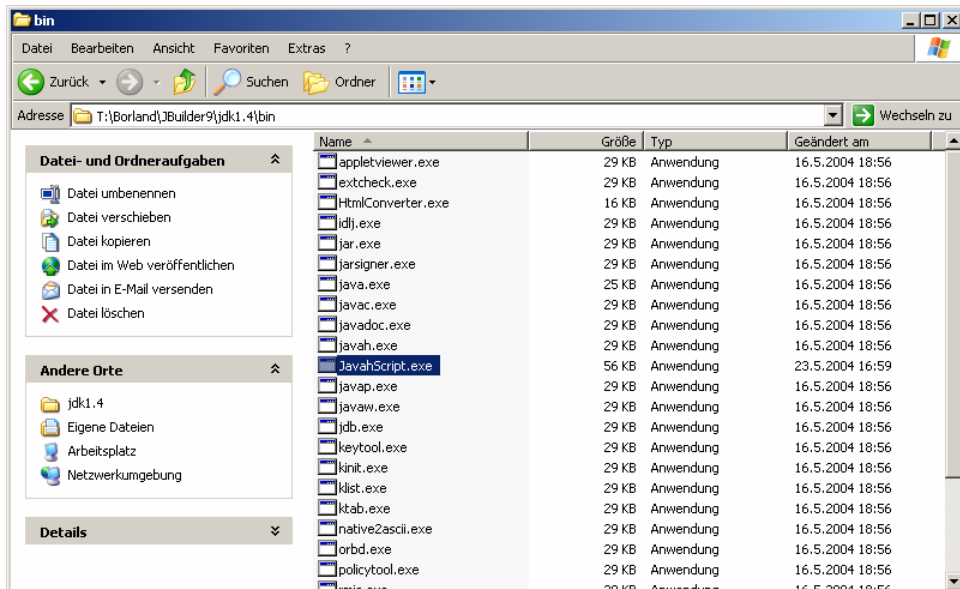 bin
Datei Bearbeiten Ansicht Favoriten Extras ?
Zurück Suchen Ordner
Adresse T:\Borland\JBuilder9\jdk1.4\bin Wechseln zu
Datei- und Ordneraufgaben
Datei umbenennen
Datei verschieben
Datei kopieren
Datei im Web veröffentlichen
Datei in E-Mail versenden
Datei löschen
Andere Orte
jdk1.4
Eigene Dateien
Arbeitsplatz
Netzwerkumgebung
Details
Name Größe Typ Geändert am
appletviewer.exe 29 KB Anwendung 16.5.2004 18:56
extcheck.exe 29 KB Anwendung 16.5.2004 18:56
HtmlConverter.exe 16 KB Anwendung 16.5.2004 18:56
idlj.exe 29 KB Anwendung 16.5.2004 18:56
jar.exe 29 KB Anwendung 16.5.2004 18:56
jarsigner.exe 29 KB Anwendung 16.5.2004 18:56
java.exe 25 KB Anwendung 16.5.2004 18:56
javac.exe 29 KB Anwendung 16.5.2004 18:56
javadoc.exe 29 KB Anwendung 16.5.2004 18:56
javah.exe 29 KB Anwendung 16.5.2004 18:56
JavahScript.exe 56 KB Anwendung 23.5.2004 16:59
javap.exe 29 KB Anwendung 16.5.2004 18:56
javaw.exe 29 KB Anwendung 16.5.2004 18:56
jdb.exe 29 KB Anwendung 16.5.2004 18:56
keytool.exe 29 KB Anwendung 16.5.2004 18:56
kinit.exe 29 KB Anwendung 16.5.2004 18:56
klist.exe 29 KB Anwendung 16.5.2004 18:56
ktab.exe 29 KB Anwendung 16.5.2004 18:56
native2ascii.exe 29 KB Anwendung 16.5.2004 18:56
orbd.exe 29 KB Anwendung 16.5.2004 18:56
policytool.exe 29 KB Anwendung 16.5.2004 18:56